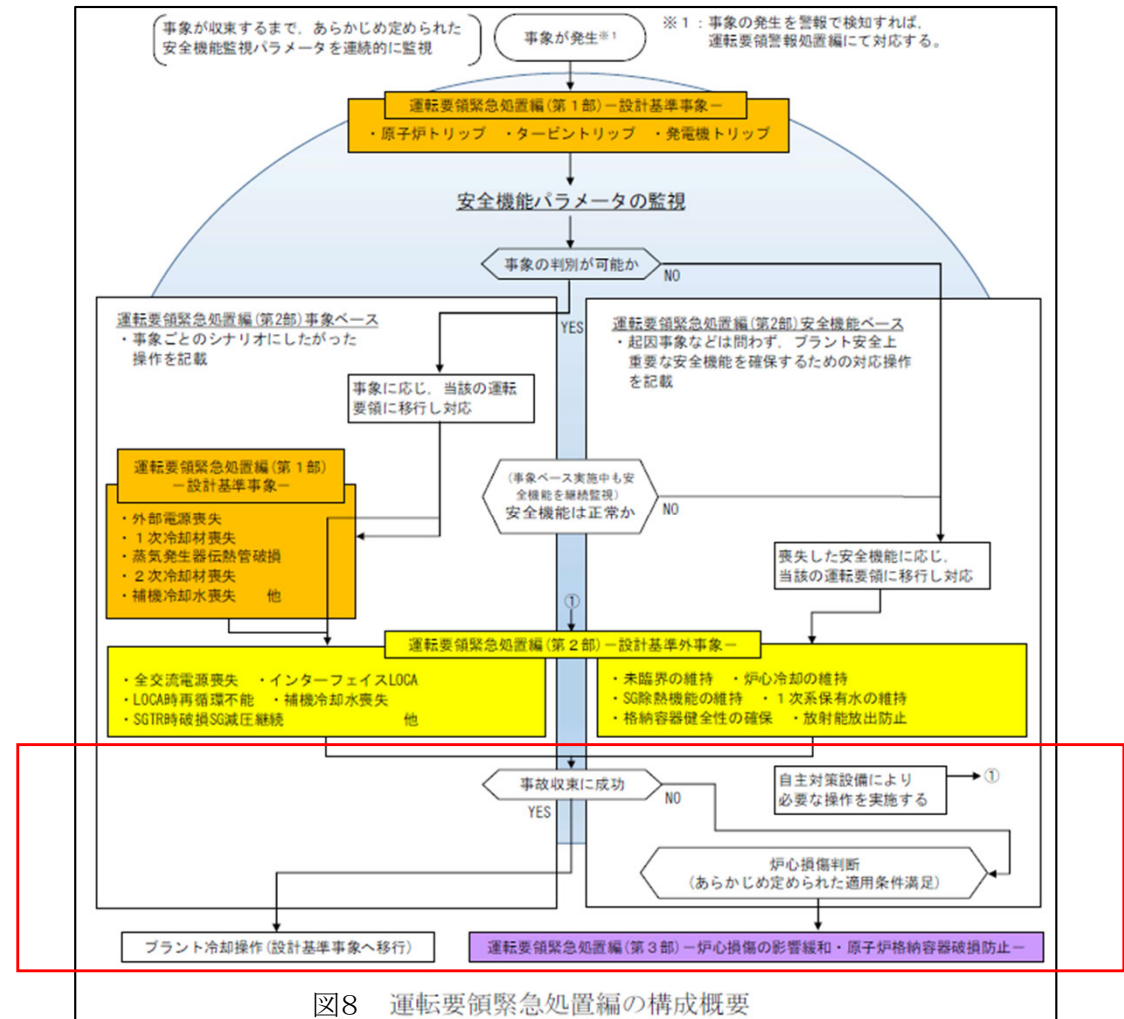 事象が収束するまで，あらかじめ定められた
安全機能監視パラメータを連続的に監視
事象が発生※1
※1：事象の発生を警報で検知すれば，
運転要領警報処置編にて対応する。
運転要領緊急処置編(第1部)－設計基準事象－
・原子炉トリップ ・タービントリップ ・発電機トリップ
安全機能パラメータの監視
事象の判別が可能か
NO
YES
運転要領緊急処置編(第2部)事象ベース
・事象ごとのシナリオにしたがった
操作を記載
事象に応じ，当該の運転
要領に移行し対応
運転要領緊急処置編(第2部)安全機能ベース
・起因事象などは問わず，プラント安全上
重要な安全機能を確保するための対応操作
を記載
運転要領緊急処置編(第1部)
－設計基準事象－
・外部電源喪失
・1次冷却材喪失
・蒸気発生器伝熱管破損
・2次冷却材喪失
・補機冷却水喪失 他
(事象ベース実施中も安
全機能を継続監視)
安全機能は正常か
NO
喪失した安全機能に応じ，
当該の運転要領に移行し対応
①
運転要領緊急処置編(第2部)－設計基準外事象－
・全交流電源喪失 ・インターフェイスLOCA
・LOCA時再循環不能 ・補機冷却水喪失
・SGTR時破損SG減圧継続 他
・未臨界の維持 ・炉心冷却の維持
・SG除熱機能の維持 ・1次系保有水の維持
・格納容器健全性の確保 ・放射能放出防止
事故収束に成功
NO
YES
自主対策設備により
必要な操作を実施する
①
炉心損傷判断
(あらかじめ定められた適用条件満足)
プラント冷却操作(設計基準事象へ移行)
運転要領緊急処置編(第3部)－炉心損傷の影響緩和・原子炉格納容器破損防止－
図8 運転要領緊急処置編の構成概要